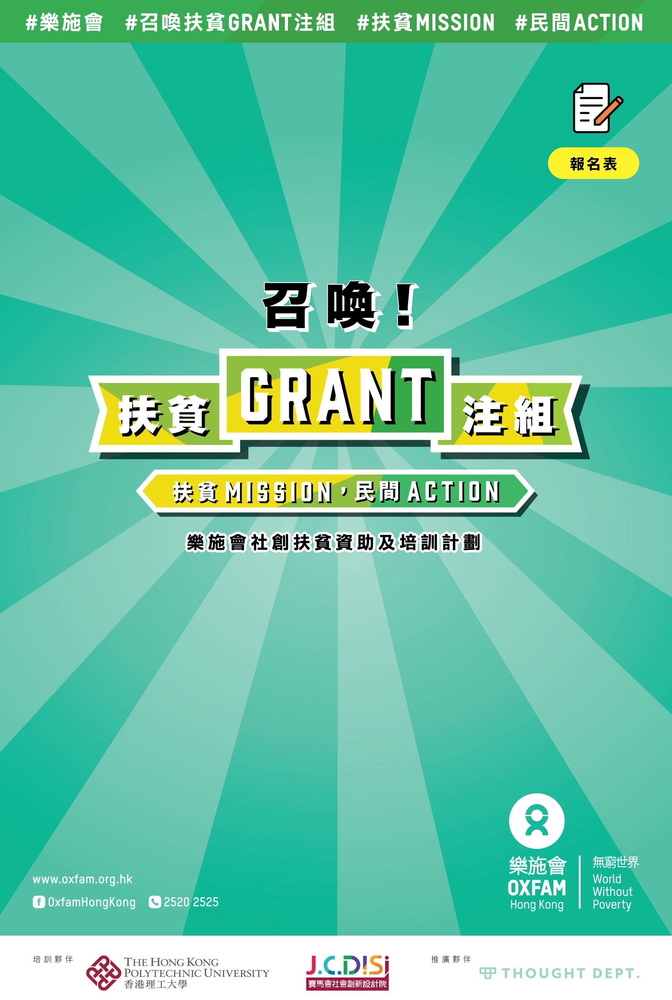 #樂施會 #召喚扶貧GRANT注組 #扶貧MISSION #民間ACTION
報名表
召喚！
扶貧GRANT注組
扶貧MISSION，民間ACTION
樂施會社創扶貧資助及培訓計劃
www.oxfam.org.hk
OxfamHongKong 2520 2525
樂施會
OXFAM
Hong Kong
無窮世界
World
Without
Poverty
培訓夥伴
THE HONG KONG
POLYTECHNIC UNIVERSITY
香港理工大學
J.C.DISI
賽馬會社會創新設計院
推廣夥伴
THOUGHT DEPT.